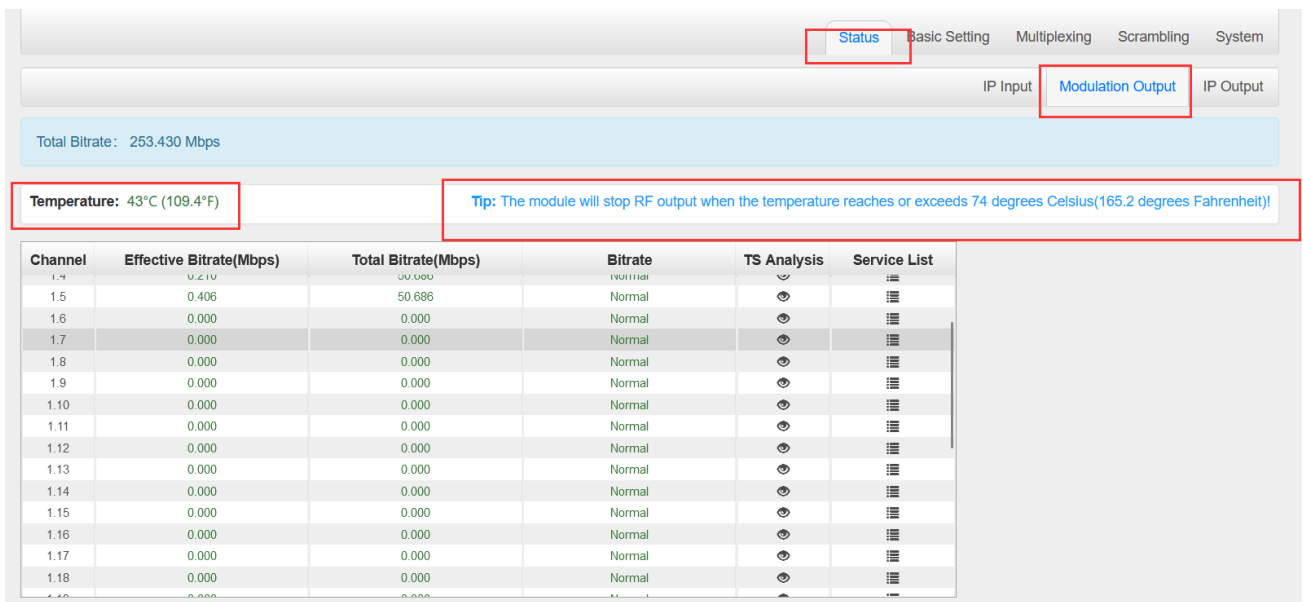 Status Basic Setting Multiplexing Scrambling System
IP Input Modulation Output IP Output
Total Bitrate: 253.430 Mbps
Temperature: 43°C (109.4°F) Tip: The module will stop RF output when the temperature reaches or exceeds 74 degrees Celsius(165.2 degrees Fahrenheit)!
Channel Effective Bitrate(Mbps) Total Bitrate(Mbps) Bitrate TS Analysis Service List
1.4 0.210 50.686 Normal
1.5 0.406 50.686 Normal
1.6 0.000 0.000 Normal
1.7 0.000 0.000 Normal
1.8 0.000 0.000 Normal
1.9 0.000 0.000 Normal
1.10 0.000 0.000 Normal
1.11 0.000 0.000 Normal
1.12 0.000 0.000 Normal
1.13 0.000 0.000 Normal
1.14 0.000 0.000 Normal
1.15 0.000 0.000 Normal
1.16 0.000 0.000 Normal
1.17 0.000 0.000 Normal
1.18 0.000 0.000 Normal